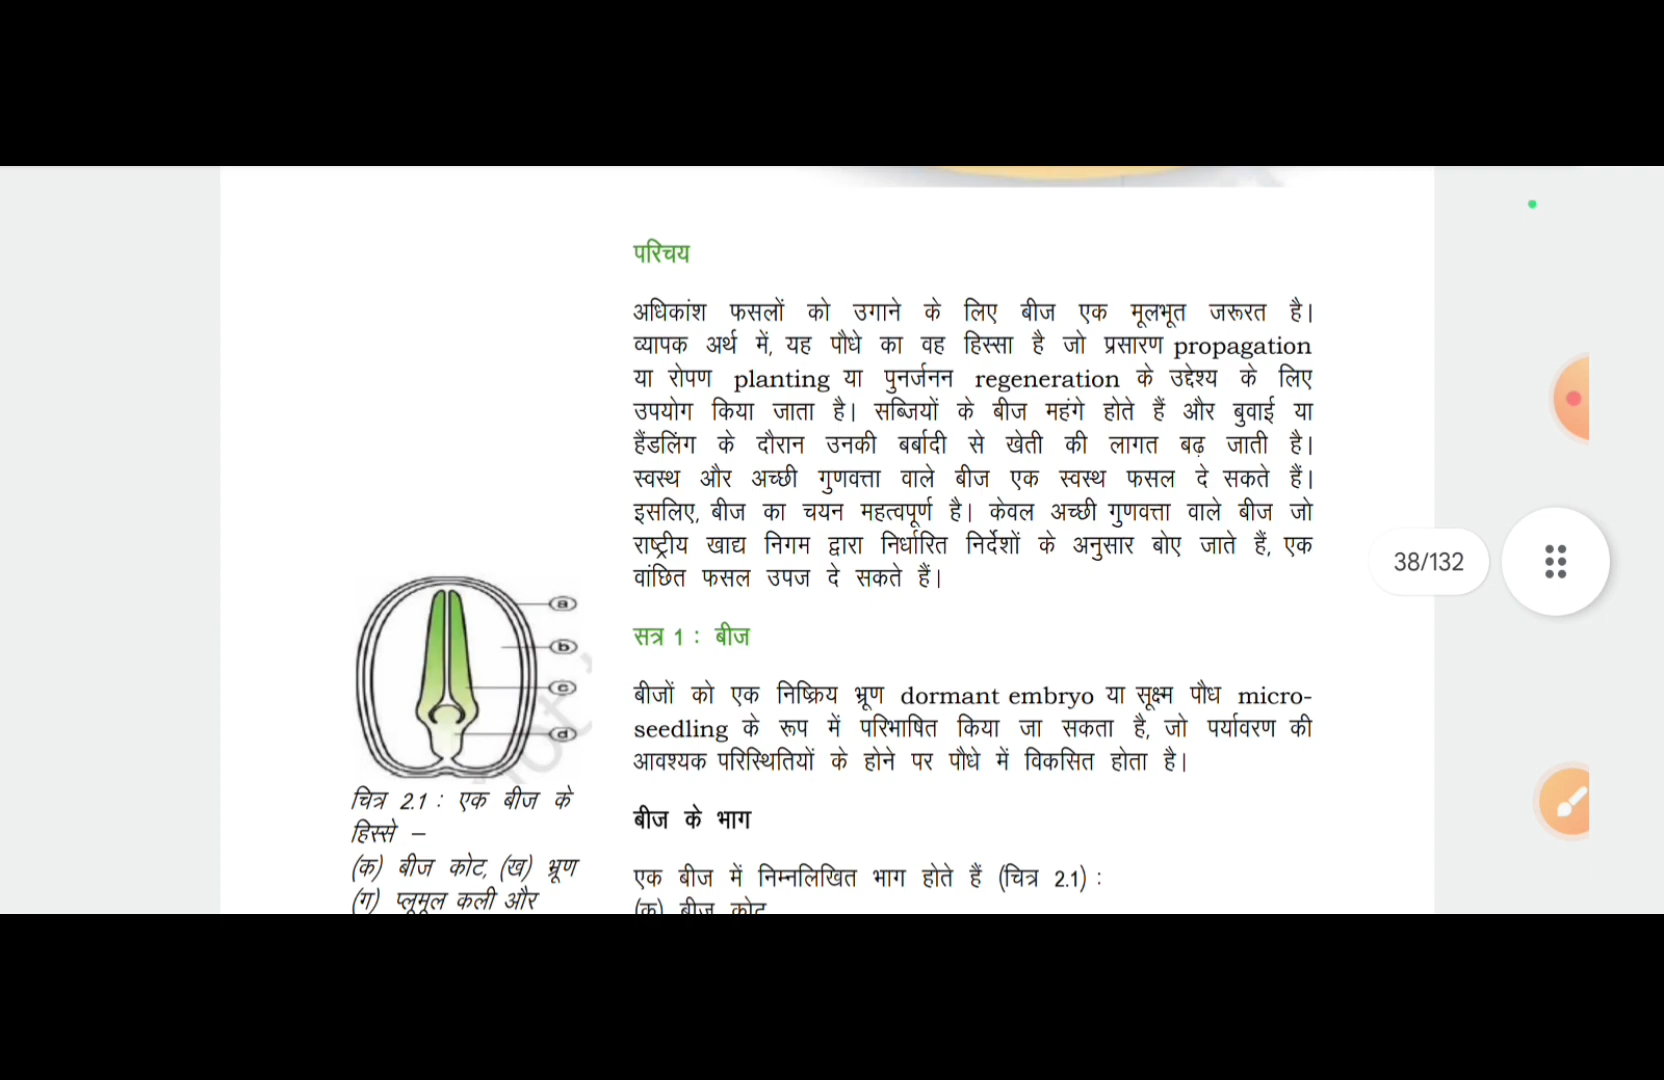 परिचय
अधिकांश फसलों को उगाने के लिए बीज एक मूलभूत जरूरत है।
व्यापक अर्थ में, यह पौधे का वह हिस्सा है जो प्रसारण propagation
या रोपण planting या पुनर्जनन regeneration के उद्देश्य के लिए
उपयोग किया जाता है। सब्जियों के बीज महंगे होते हैं और बुवाई या
हैंडलिंग के दौरान उनकी बर्बादी से खेती की लागत बढ़ जाती है।
स्वस्थ और अच्छी गुणवत्ता वाले बीज एक स्वस्थ फसल दे सकते हैं।
इसलिए, बीज का चयन महत्वपूर्ण है। केवल अच्छी गुणवत्ता वाले बीज जो
राष्ट्रीय खाद्य निगम द्वारा निर्धारित निर्देशों के अनुसार बोए जाते हैं, एक
वांछित फसल उपज दे सकते हैं।
सत्र 1 : बीज
बीजों को एक निष्क्रिय भ्रूण dormant embryo या सूक्ष्म पौध micro-
seedling के रूप में परिभाषित किया जा सकता है, जो पर्यावरण की
आवश्यक परिस्थितियों के होने पर पौधे में विकसित होता है।
बीज के भाग
एक बीज में निम्नलिखित भाग होते हैं (चित्र 2.1) :
(क) बीज कोट
a
b
c
d
चित्र 2.1 : एक बीज के
हिस्से –
(क) बीज कोट, (ख) भ्रूण
(ग) प्लूमूल कली और
38/132